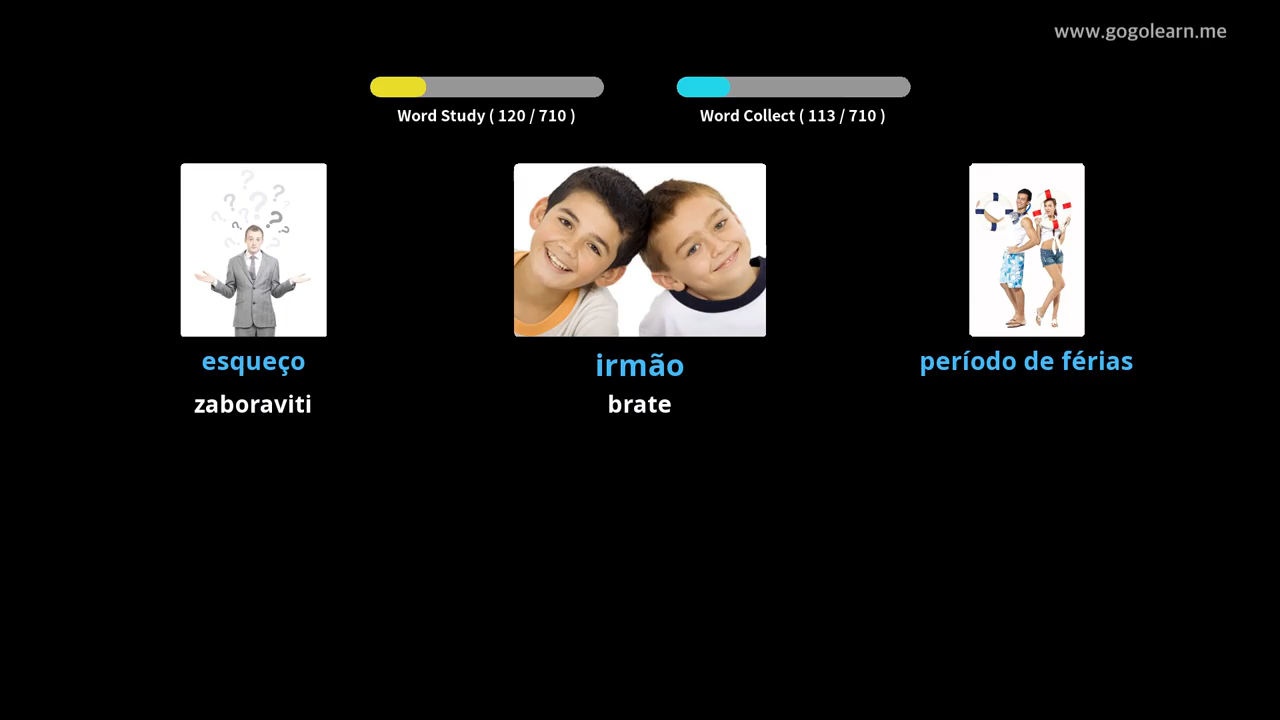 www.gogolearn.me
Word Study ( 120 / 710 )
Word Collect ( 113 / 710 )
esqueço
irmão
período de férias
zaboraviti
brate